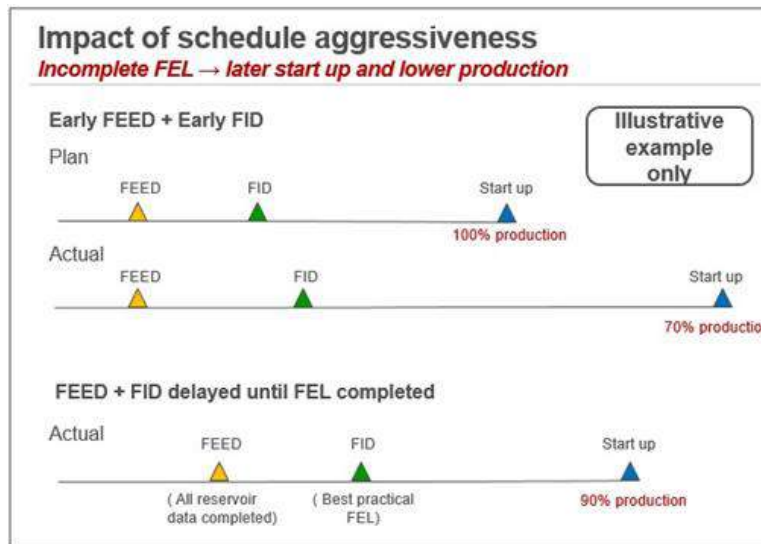 Impact of schedule aggressiveness
Incomplete FEL → later start up and lower production
Early FEED + Early FID
Illustrative
example
only
Plan
FEED FID Start up
100% production
Actual
FEED FID Start up
70% production
FEED + FID delayed until FEL completed
Actual
FEED FID Start up
( All reservoir
data completed)
( Best practical
FEL)
90% production